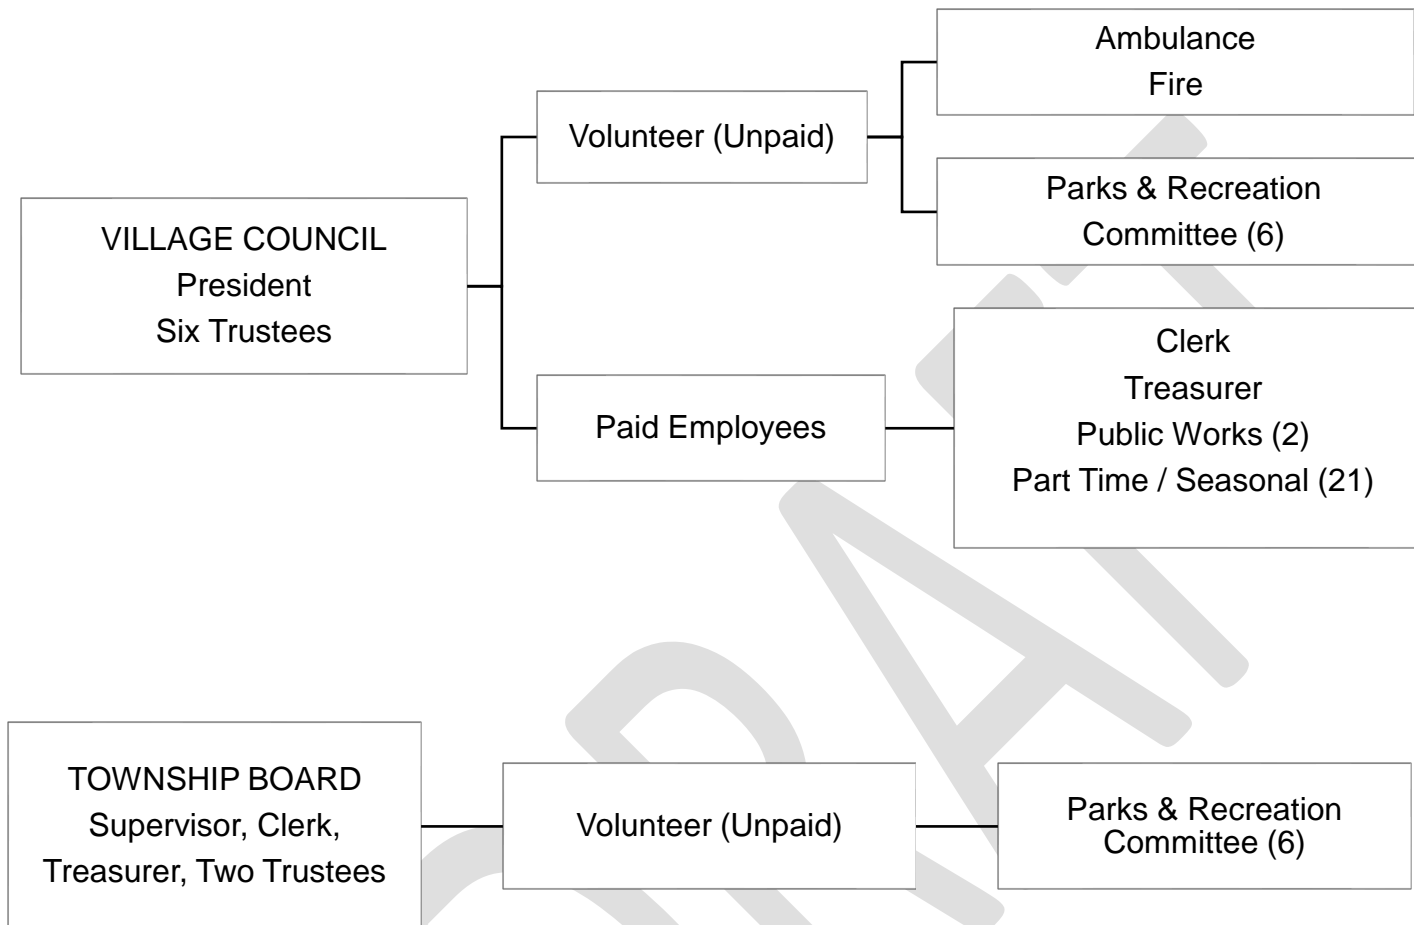 Ambulance
Fire
Volunteer (Unpaid)
Parks & Recreation
Committee (6)
VILLAGE COUNCIL
President
Six Trustees
Clerk
Treasurer
Public Works (2)
Part Time / Seasonal (21)
Paid Employees
TOWNSHIP BOARD
Supervisor, Clerk,
Treasurer, Two Trustees
Volunteer (Unpaid)
Parks & Recreation
Committee (6)
DRAFT